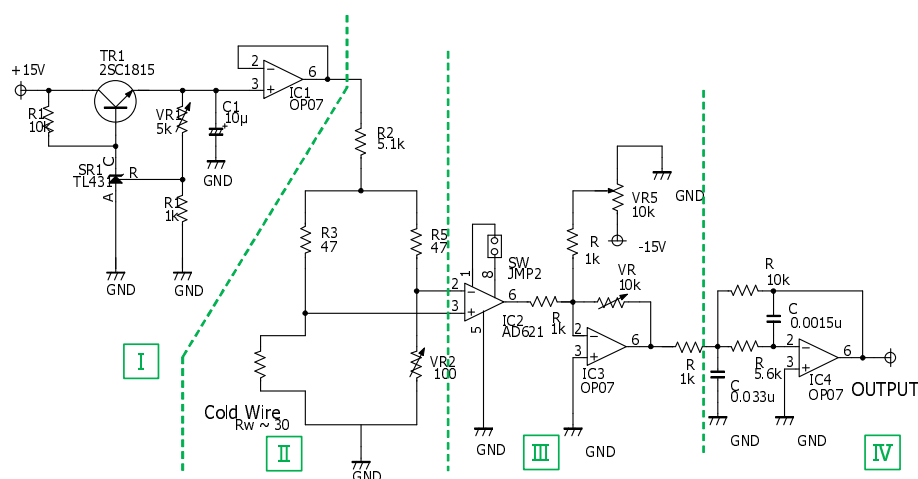 TR1
2SC1815
+15V
R1
10k
VR1
5k
C1
10µ
+
2
3
6
IC1
OP07
GND
SR1
TL431
C
R
A
R1
1k
GND
GND
R2
5.1k
R3
47
R5
47
VR2
100
Cold Wire
Rw ~ 30
GND
SW
JMP2
1
8
2
3
6
5
IC2
AD621
GND
R
1k
R
1k
VR5
10k
GND
-15V
VR
10k
2
3
6
IC3
OP07
GND
R
1k
R
10k
C
0.0015u
R
5.6k
C
0.033u
GND
2
3
6
IC4
OP07
GND
OUTPUT
I
II
III
IV